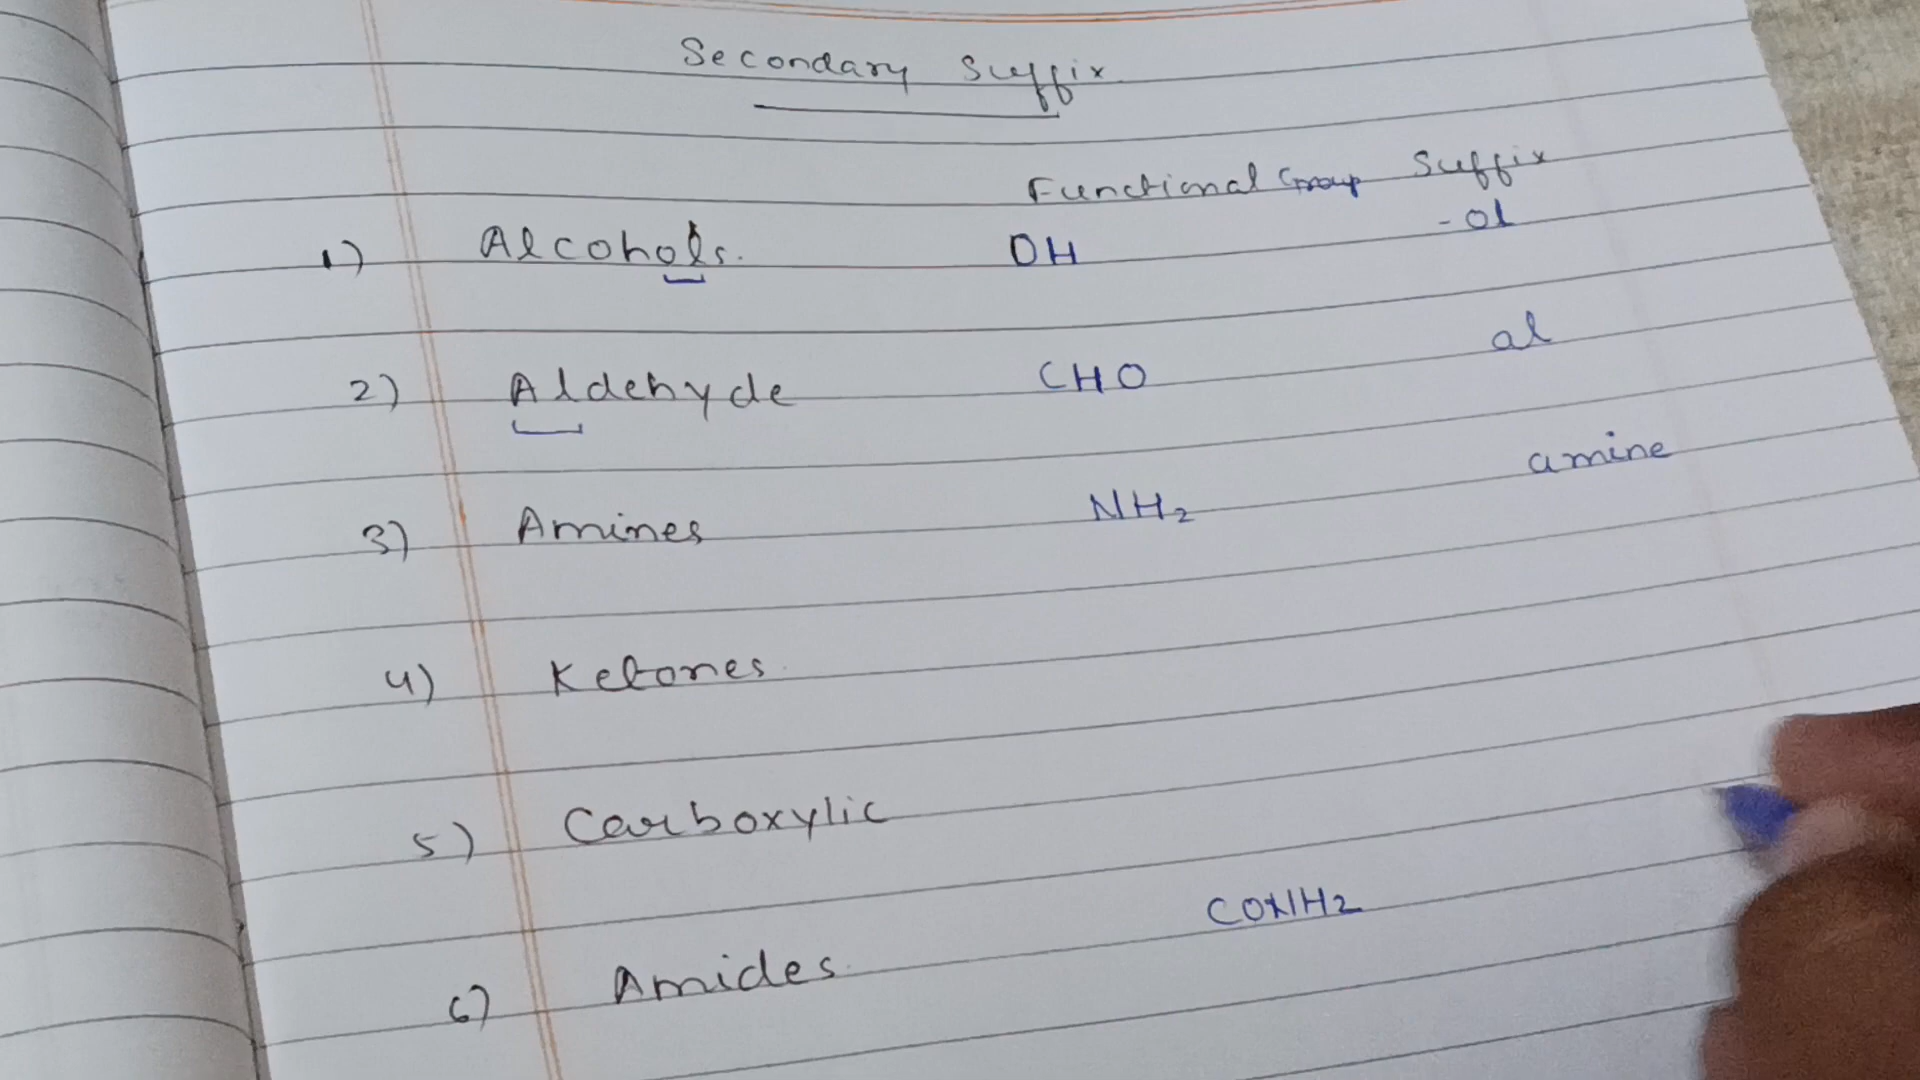 Secondary Suffix
Functional Group Suffix
1) Alcohols. OH -ol
2) Aldehyde CHO al
3) Amines NH2 amine
4) Ketones
5) Carboxylic
6) Amides. CONH2